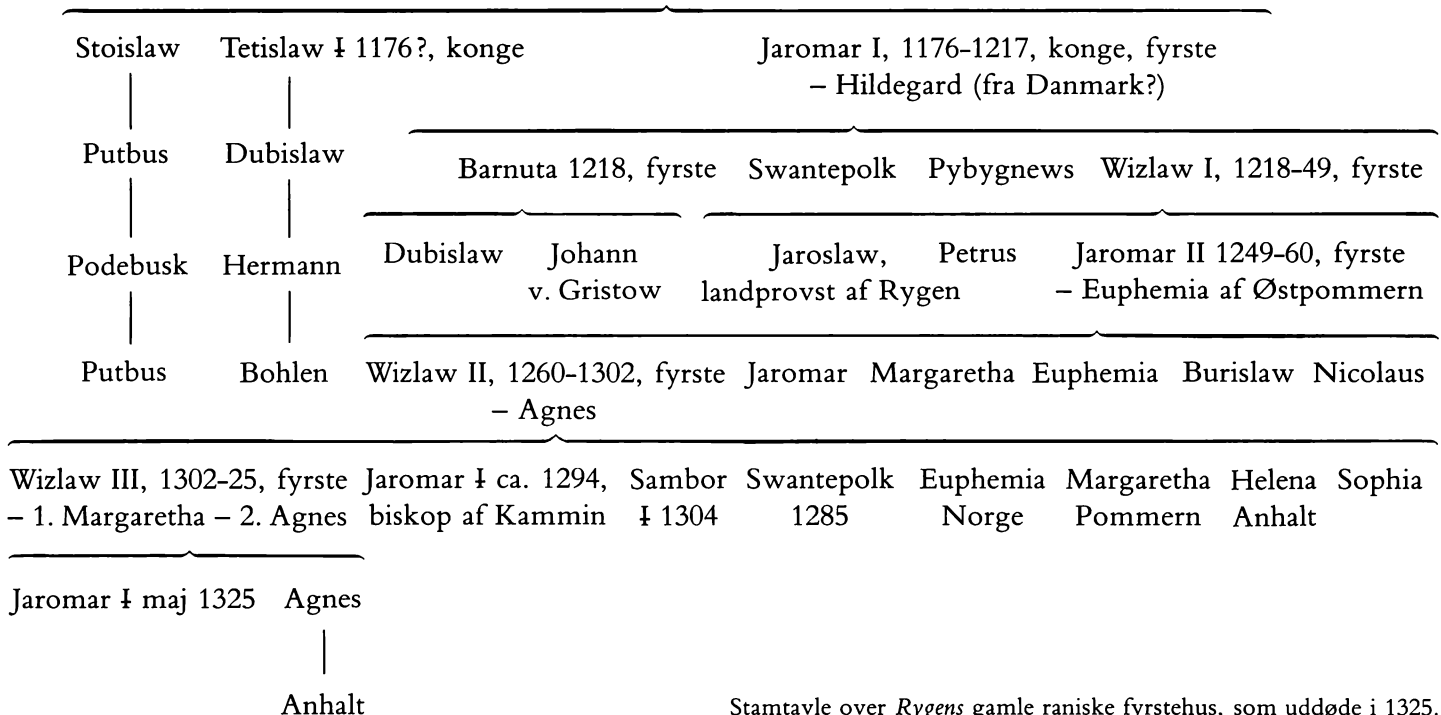 Stoislaw Tetislaw ‡ 1176?, konge Jaromar I, 1176-1217, konge, fyrste
– Hildegard (fra Danmark?)
Putbus Dubislaw
Barnuta 1218, fyrste Swantepolk Pybygnews Wizlaw I, 1218-49, fyrste
Podebusk Hermann Dubislaw Johann Jaroslaw, Petrus Jaromar II 1249-60, fyrste
v. Gristow landprovst af Rygen – Euphemia af Østpommern
Putbus Bohlen Wizlaw II, 1260-1302, fyrste Jaromar Margaretha Euphemia Burislaw Nicolaus
– Agnes
Wizlaw III, 1302-25, fyrste Jaromar ‡ ca. 1294, Sambor Swantepolk Euphemia Margaretha Helena Sophia
– 1. Margaretha – 2. Agnes biskop af Kammin ‡ 1304 1285 Norge Pommern Anhalt
Jaromar ‡ maj 1325 Agnes
Anhalt
Stamtavle over Rygens gamle raniske fyrstehus, som uddøde i 1325.